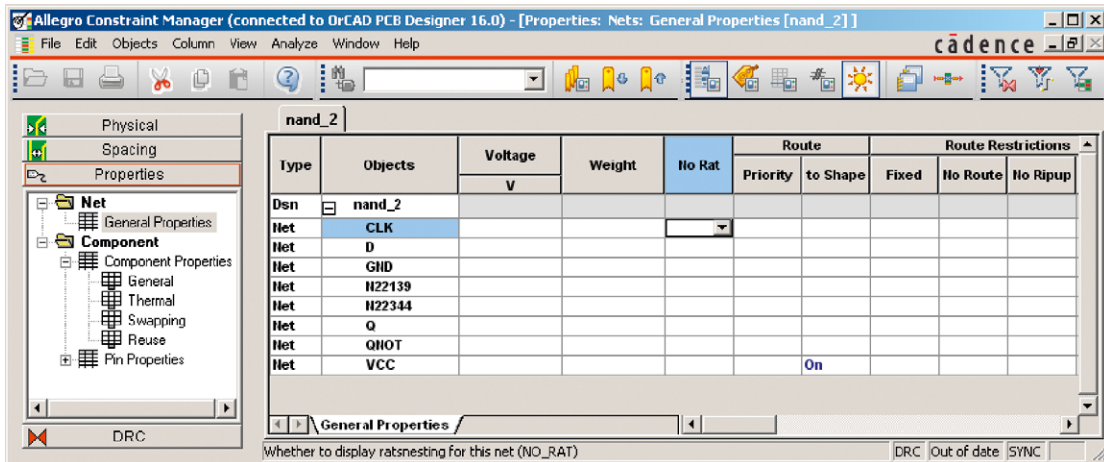 Allegro Constraint Manager (connected to OrCAD PCB Designer 16.0) - [Properties: Nets: General Properties [nand_2] ]
File Edit Objects Column View Analyze Window Help
cādence
nand_2
Physical
Spacing
Properties
Net
General Properties
Component
Component Properties
General
Thermal
Swapping
Reuse
Pin Properties
DRC
Type Objects Voltage Weight No Rat Route Route Restrictions
V Priority to Shape Fixed No Route No Ripup
Dsn nand_2
Net CLK
Net D
Net GND
Net N22139
Net N22344
Net Q
Net QNOT
Net VCC On
General Properties
Whether to display ratsnesting for this net (NO_RAT) DRC Out of date SYNC